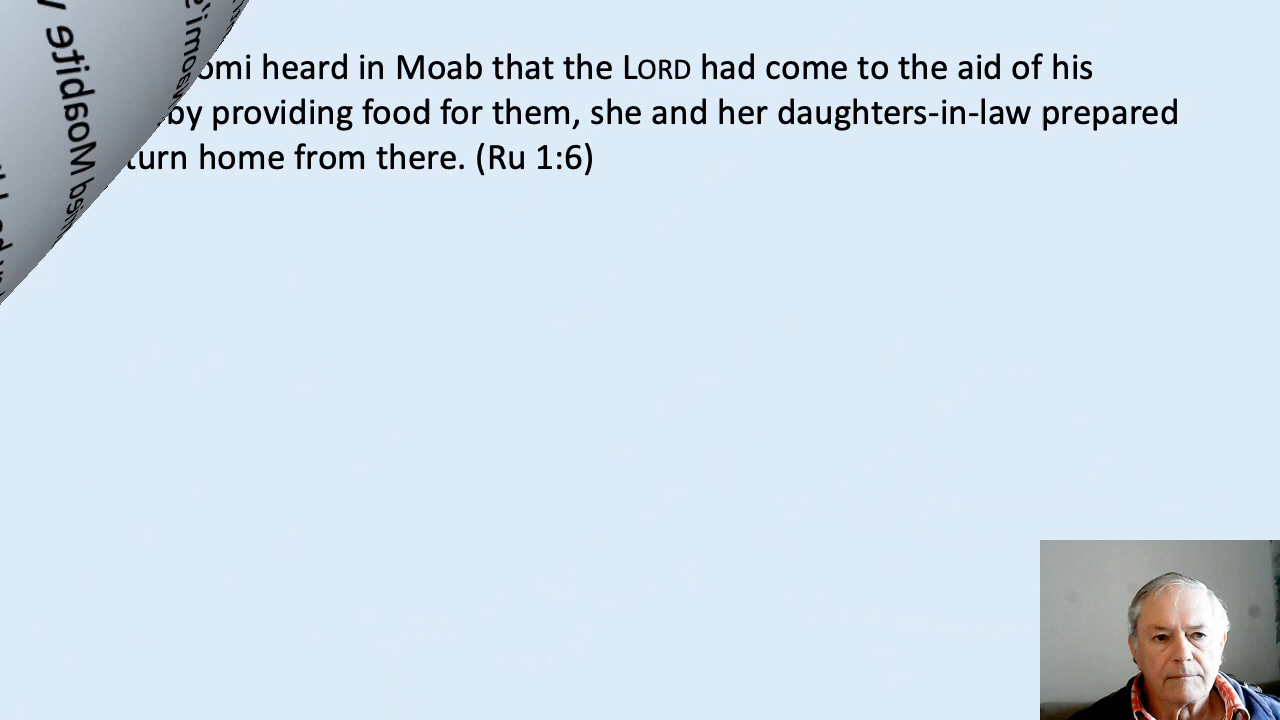 omi heard in Moab that the LORD had come to the aid of his
by providing food for them, she and her daughters-in-law prepared
turn home from there. (Ru 1:6)
Moabite